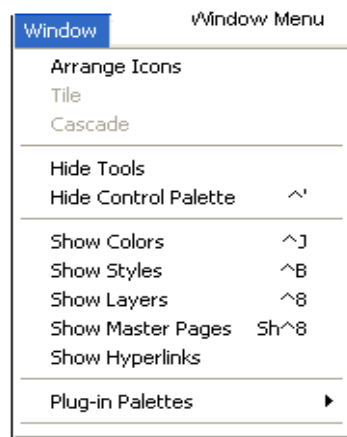 Window Menu
Window
Arrange Icons
Tile
Cascade
Hide Tools
Hide Control Palette ^'
Show Colors ^J
Show Styles ^B
Show Layers ^8
Show Master Pages Sh^8
Show Hyperlinks
Plug-in Palettes